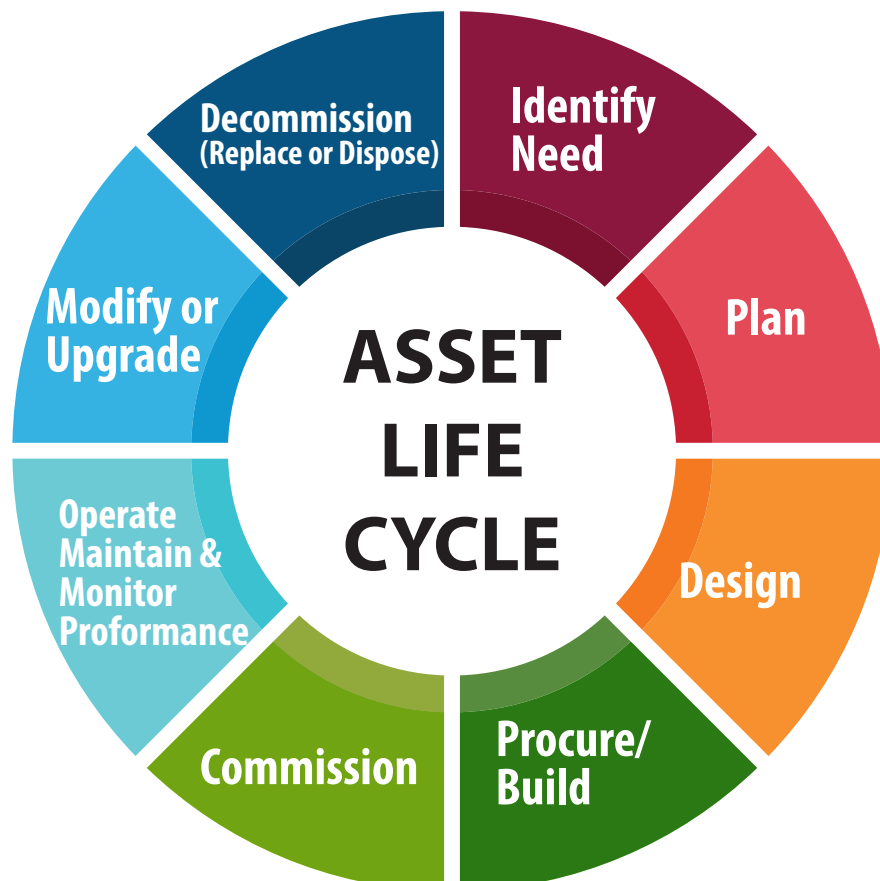 ASSET
LIFE
CYCLE
Identify
Need
Plan
Design
Procure/
Build
Commission
Operate
Maintain &
Monitor
Proformance
Modify or
Upgrade
Decommission
(Replace or Dispose)